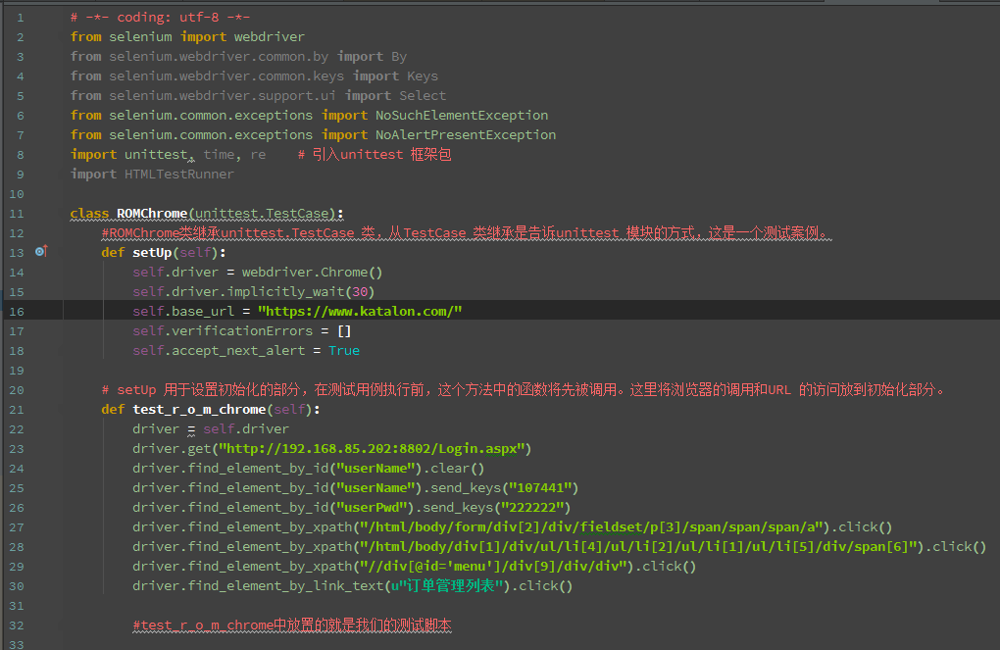 1 # -*- coding: utf-8 -*-
2 from selenium import webdriver
3 from selenium.webdriver.common.by import By
4 from selenium.webdriver.common.keys import Keys
5 from selenium.webdriver.support.ui import Select
6 from selenium.common.exceptions import NoSuchElementException
7 from selenium.common.exceptions import NoAlertPresentException
8 import unittest, time, re    # 引入unittest 框架包
9 import HTMLTestRunner
10
11 class ROMChrome(unittest.TestCase):
12     #ROMChrome类继承unittest.TestCase 类，从TestCase 类继承是告诉unittest 模块的方式，这是一个测试案例。
13     def setUp(self):
14         self.driver = webdriver.Chrome()
15         self.driver.implicitly_wait(30)
16         self.base_url = "https://www.katalon.com/"
17         self.verificationErrors = []
18         self.accept_next_alert = True
19
20     # setUp 用于设置初始化的部分，在测试用例执行前，这个方法中的函数将先被调用。这里将浏览器的调用和URL 的访问放到初始化部分。
21     def test_r_o_m_chrome(self):
22         driver = self.driver
23         driver.get("http://192.168.85.202:8802/Login.aspx")
24         driver.find_element_by_id("userName").clear()
25         driver.find_element_by_id("userName").send_keys("107441")
26         driver.find_element_by_id("userPwd").send_keys("222222")
27         driver.find_element_by_xpath("/html/body/form/div[2]/div/fieldset/p[3]/span/span/span/a").click()
28         driver.find_element_by_xpath("/html/body/div[1]/div/ul/li[4]/ul/li[2]/ul/li[1]/ul/li[5]/div/span[6]").click()
29         driver.find_element_by_xpath("//div[@id='menu']/div[9]/div/div").click()
30         driver.find_element_by_link_text(u"订单管理列表").click()
31
32         #test_r_o_m_chrome中放置的就是我们的测试脚本
33